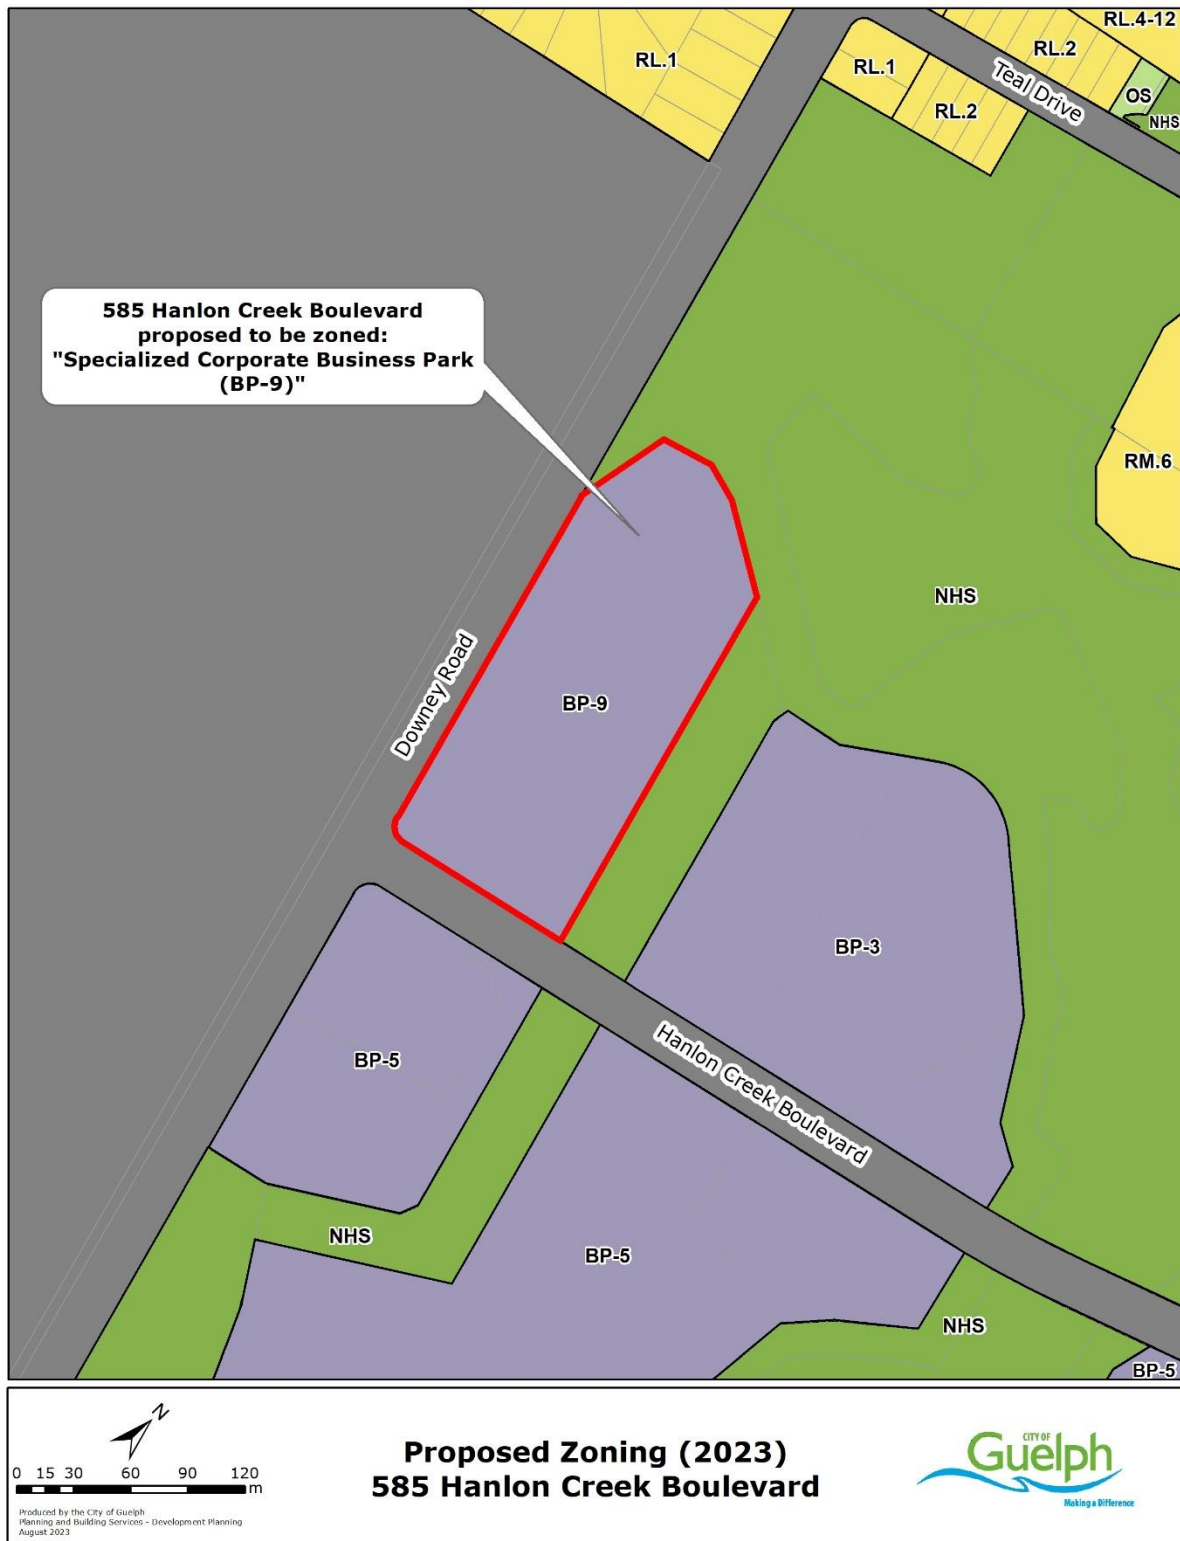 RL.4-12
RL.1
RL.2
RL.1
Teal Drive
OS
RL.2
NHS
585 Hanlon Creek Boulevard
proposed to be zoned:
"Specialized Corporate Business Park
(BP-9)"
RM.6
NHS
Downey Road
BP-9
BP-3
Hanlon Creek Boulevard
BP-5
NHS
BP-5
NHS
BP-5
N
0 15 30 60 90 120
m
Produced by the City of Guelph
Planning and Building Services - Development Planning
August 2023
Proposed Zoning (2023)
585 Hanlon Creek Boulevard
CITY OF
Guelph
Making a Difference